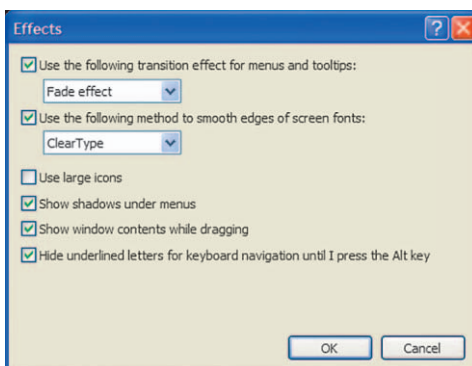 Effects
Use the following transition effect for menus and tooltips:
Fade effect
Use the following method to smooth edges of screen fonts:
ClearType
Use large icons
Show shadows under menus
Show window contents while dragging
Hide underlined letters for keyboard navigation until I press the Alt key
OK Cancel